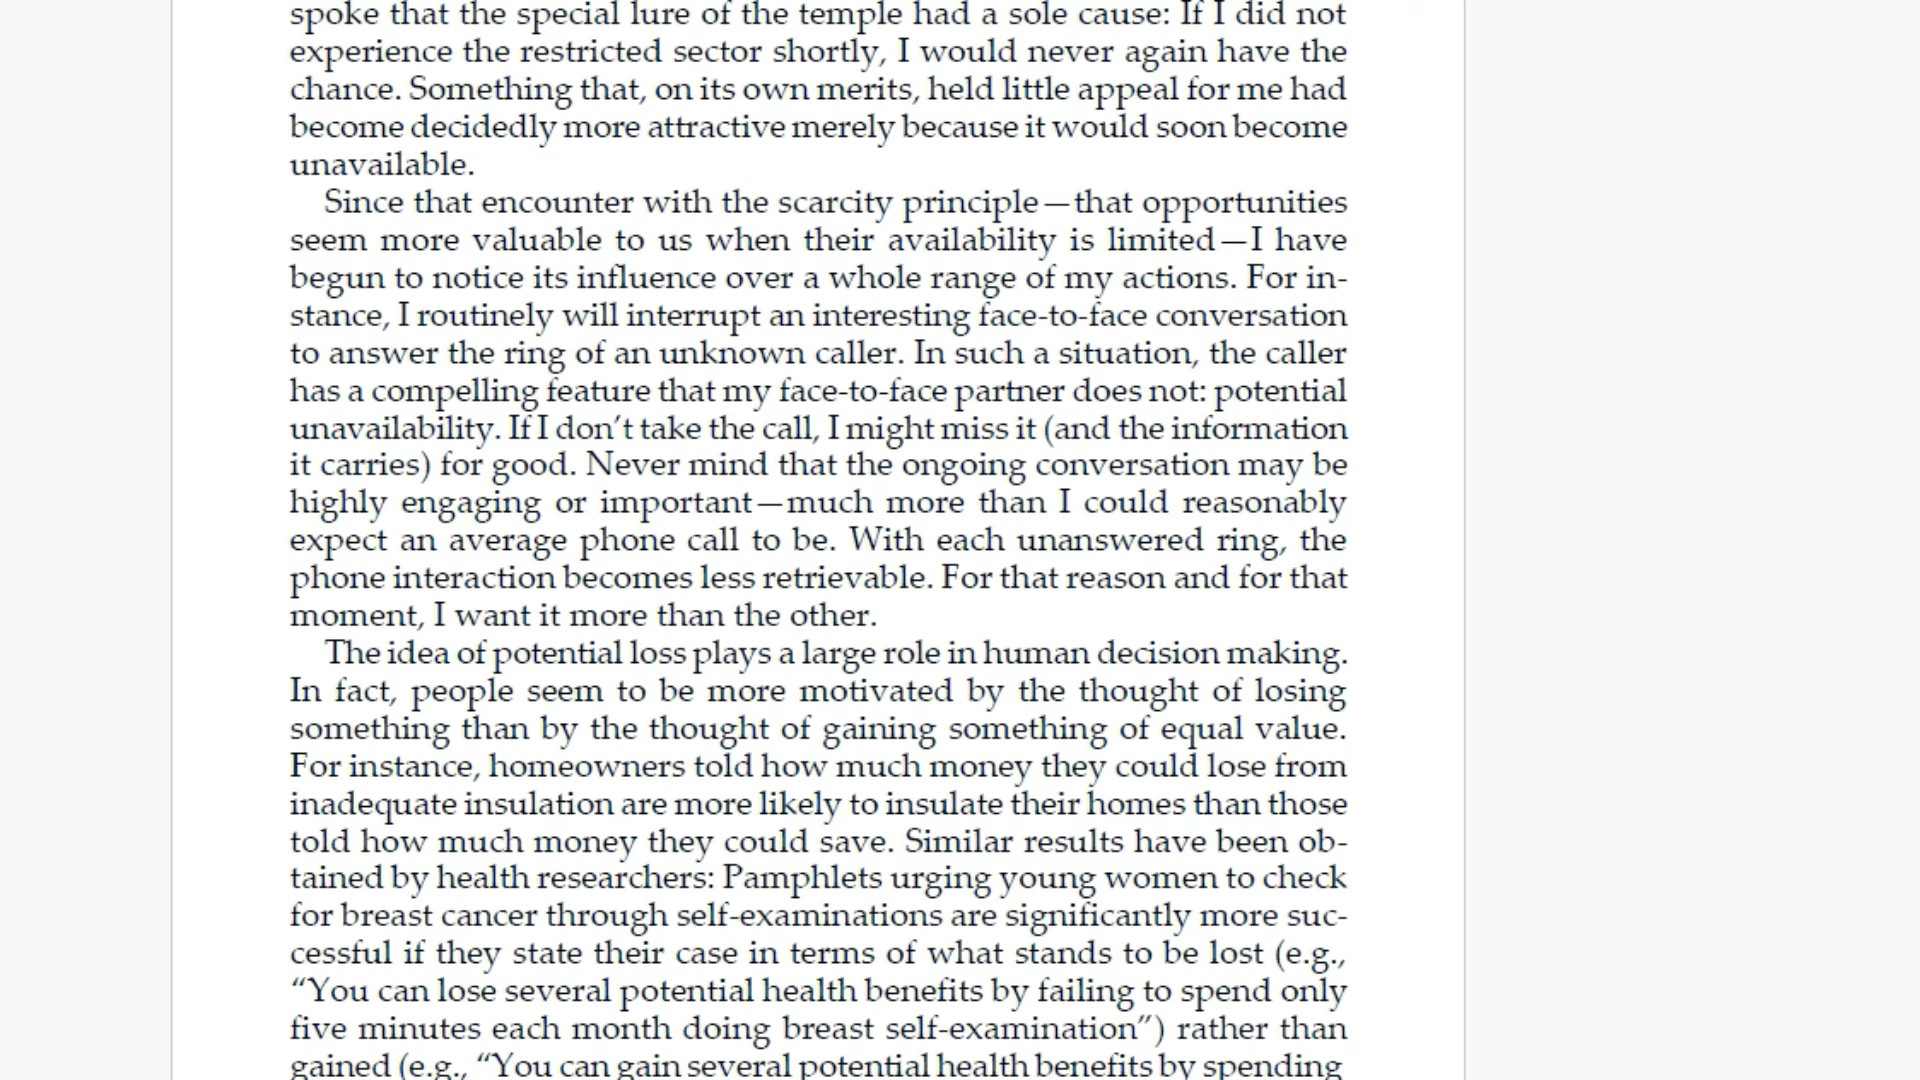 spoke that the special lure of the temple had a sole cause: If I did not
experience the restricted sector shortly, I would never again have the
chance. Something that, on its own merits, held little appeal for me had
become decidedly more attractive merely because it would soon become
unavailable.
Since that encounter with the scarcity principle—that opportunities
seem more valuable to us when their availability is limited—I have
begun to notice its influence over a whole range of my actions. For in-
stance, I routinely will interrupt an interesting face-to-face conversation
to answer the ring of an unknown caller. In such a situation, the caller
has a compelling feature that my face-to-face partner does not: potential
unavailability. If I don’t take the call, I might miss it (and the information
it carries) for good. Never mind that the ongoing conversation may be
highly engaging or important—much more than I could reasonably
expect an average phone call to be. With each unanswered ring, the
phone interaction becomes less retrievable. For that reason and for that
moment, I want it more than the other.
The idea of potential loss plays a large role in human decision making.
In fact, people seem to be more motivated by the thought of losing
something than by the thought of gaining something of equal value.
For instance, homeowners told how much money they could lose from
inadequate insulation are more likely to insulate their homes than those
told how much money they could save. Similar results have been ob-
tained by health researchers: Pamphlets urging young women to check
for breast cancer through self-examinations are significantly more suc-
cessful if they state their case in terms of what stands to be lost (e.g.,
“You can lose several potential health benefits by failing to spend only
five minutes each month doing breast self-examination”) rather than
gained (e.g., “You can gain several potential health benefits by spending